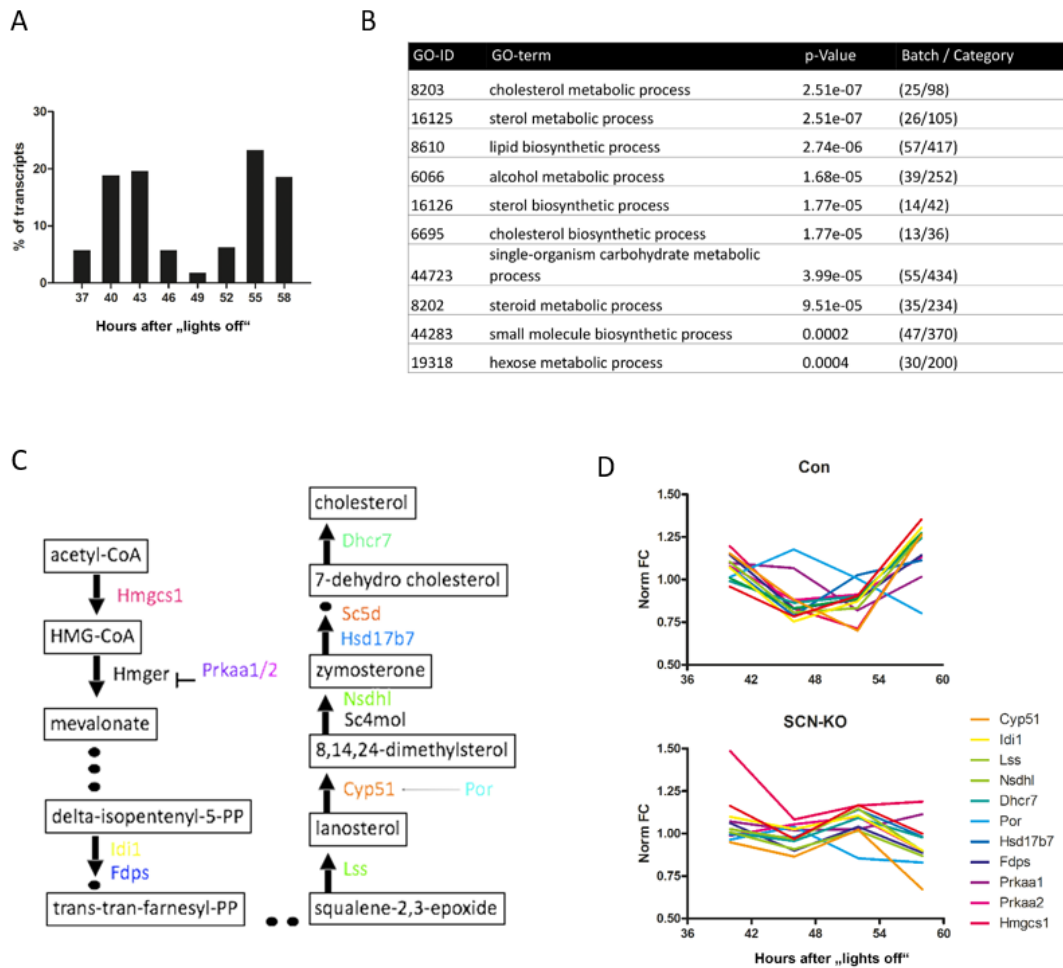 A
% of transcripts
30
20
10
0
37 40 43 46 49 52 55 58
Hours after „lights off“
B
GO-ID GO-term p-Value Batch / Category
8203 cholesterol metabolic process 2.51e-07 (25/98)
16125 sterol metabolic process 2.51e-07 (26/105)
8610 lipid biosynthetic process 2.74e-06 (57/417)
6066 alcohol metabolic process 1.68e-05 (39/252)
16126 sterol biosynthetic process 1.77e-05 (14/42)
6695 cholesterol biosynthetic process 1.77e-05 (13/36)
single-organism carbohydrate metabolic
44723 process 3.99e-05 (55/434)
8202 steroid metabolic process 9.51e-05 (35/234)
44283 small molecule biosynthetic process 0.0002 (47/370)
19318 hexose metabolic process 0.0004 (30/200)
C
acetyl-CoA
Hmgcs1
HMG-CoA
Hmger
Prkaa1/2
mevalonate
delta-isopentenyl-5-PP
Idi1
Fdps
trans-tran-farnesyl-PP
cholesterol
Dhcr7
7-dehydro cholesterol
Sc5d
Hsd17b7
zymosterone
Nsdhl
Sc4mol
8,14,24-dimethylsterol
Cyp51
Por
lanosterol
Lss
squalene-2,3-epoxide
D
Con
Norm FC
1.50
1.25
1.00
0.75
0.50
36 42 48 54 60
SCN-KO
Norm FC
1.50
1.25
1.00
0.75
0.50
36 42 48 54 60
Hours after „lights off“
Cyp51
Idi1
Lss
Nsdhl
Dhcr7
Por
Hsd17b7
Fdps
Prkaa1
Prkaa2
Hmgcs1